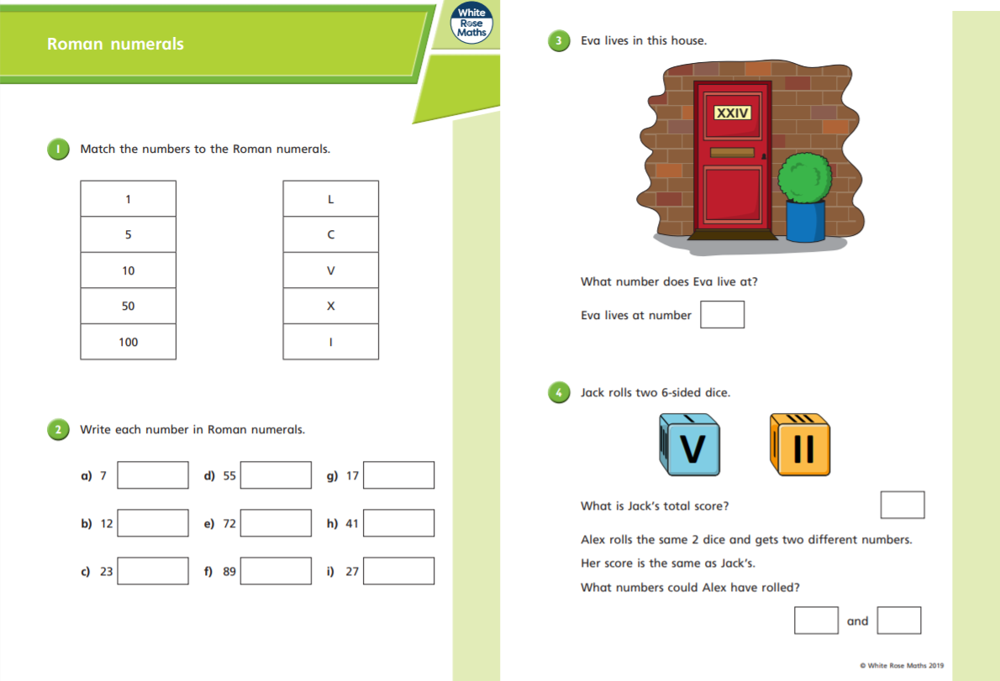 Roman numerals
White
Rose
Maths
1 Match the numbers to the Roman numerals.
1 L
5 C
10 V
50 X
100 I
2 Write each number in Roman numerals.
a) 7 d) 55 g) 17
b) 12 e) 72 h) 41
c) 23 f) 89 i) 27
3 Eva lives in this house.
XXIV
What number does Eva live at?
Eva lives at number
4 Jack rolls two 6-sided dice.
I III
III V I II
What is Jack's total score?
Alex rolls the same 2 dice and gets two different numbers.
Her score is the same as Jack's.
What numbers could Alex have rolled?
and
© White Rose Maths 2019